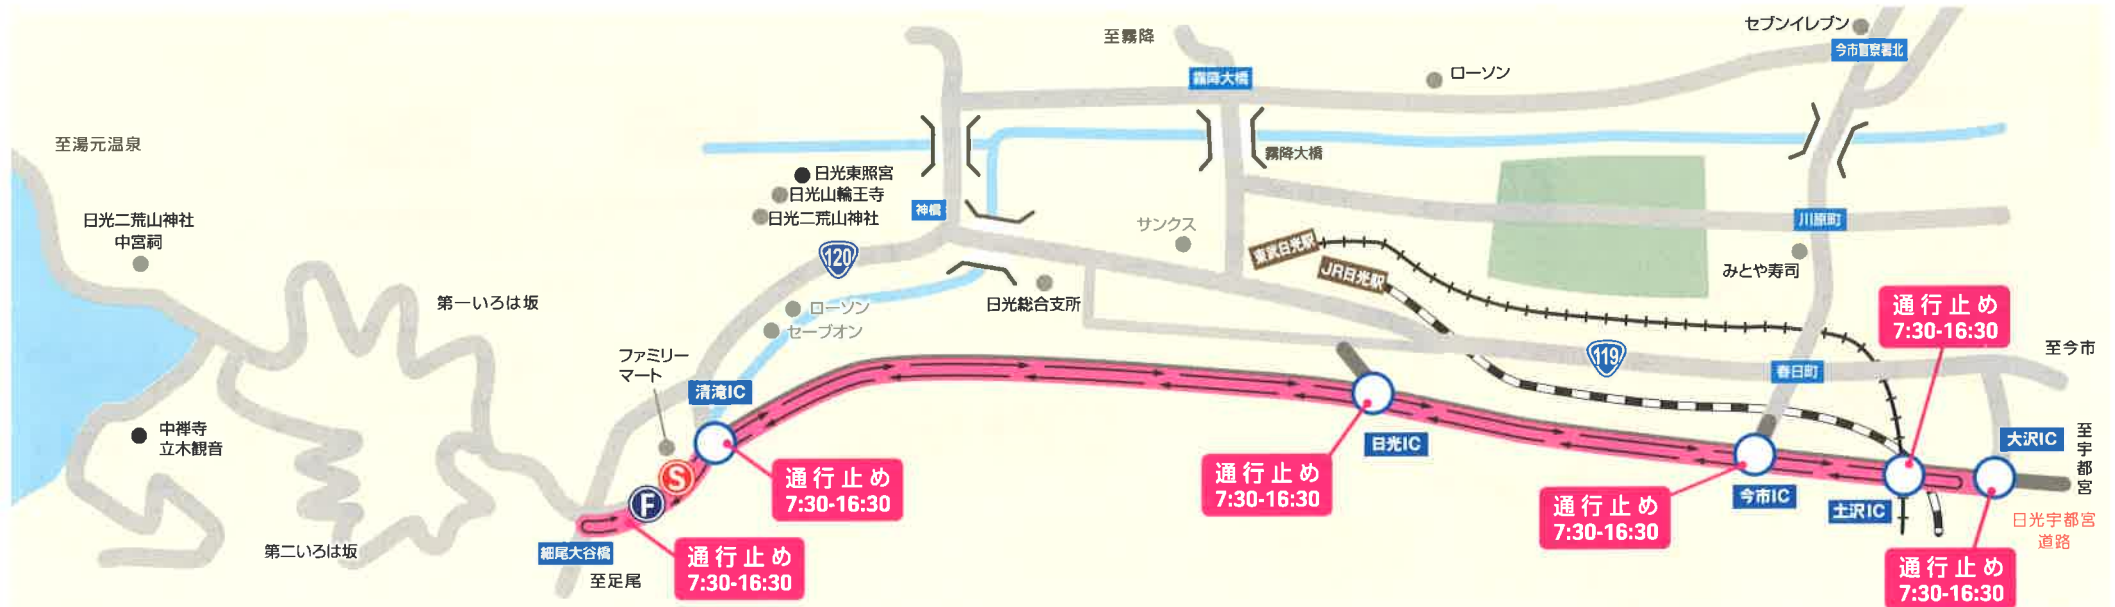 セブンイレブン
今市警察署北
至霧降
霧降大橋
ローソン
至湯元温泉
霧降大橋
日光東照宮
日光山輪王寺
日光二荒山神社
神橋
日光二荒山神社
中宮祠
サンクス
川原町
みとや寿司
東武日光駅
JR日光駅
120
日光総合支所
第一いろは坂
ローソン
セーブオン
通行止め
7:30-16:30
至今市
119
春日町
ファミリー
マート
清滝IC
中禅寺
立木観音
日光IC
大沢IC
至宇都宮
S
F
通行止め
7:30-16:30
通行止め
7:30-16:30
今市IC
土沢IC
通行止め
7:30-16:30
日光宇都宮
道路
第二いろは坂
細尾大谷橋
至足尾
通行止め
7:30-16:30
通行止め
7:30-16:30